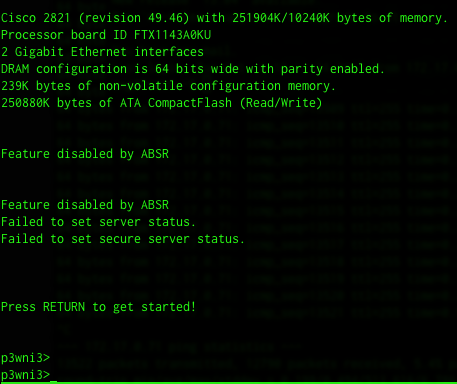 Cisco 2821 (revision 49.46) with 251904K/10240K bytes of memory.
Processor board ID FTX1143A0KU
2 Gigabit Ethernet interfaces
DRAM configuration is 64 bits wide with parity enabled.
239K bytes of non-volatile configuration memory.
250880K bytes of ATA CompactFlash (Read/Write)
Feature disabled by ABSR
Feature disabled by ABSR
Failed to set server status.
Failed to set secure server status.
Press RETURN to get started!
p3wni3>
p3wni3>_